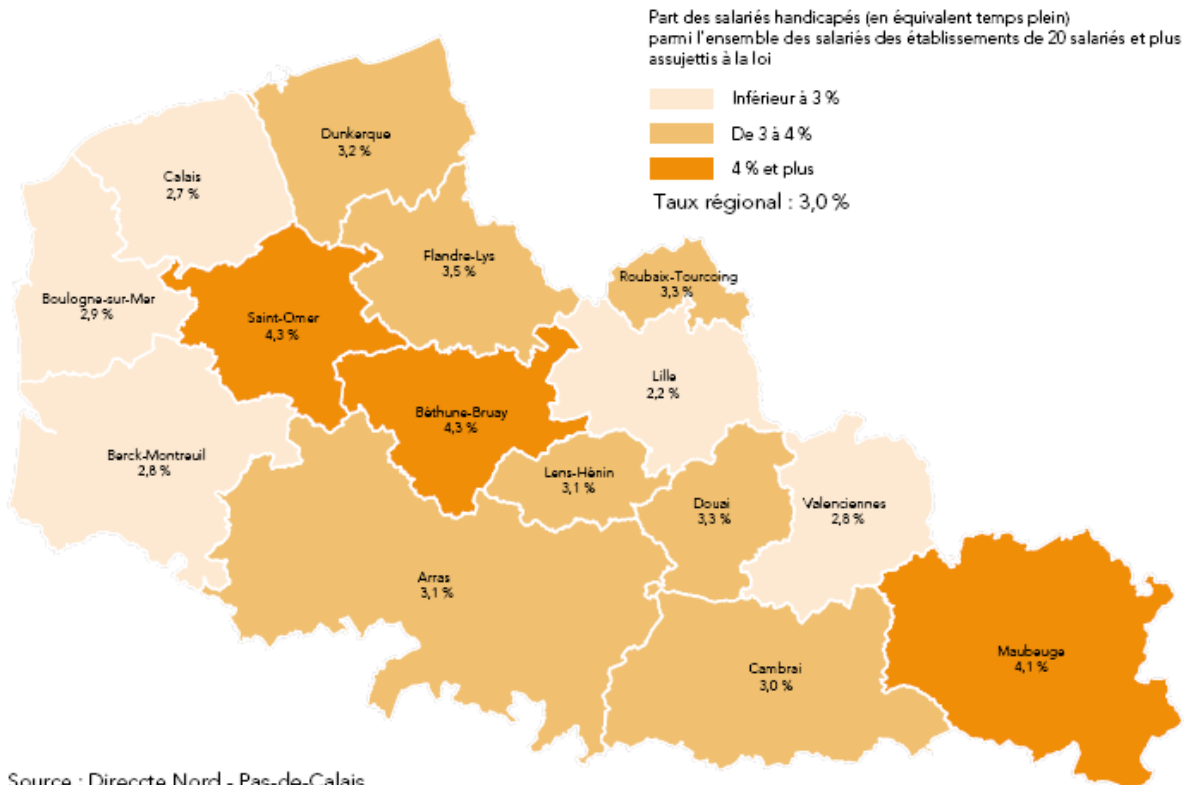 Part des salariés handicapés (en équivalent temps plein)
parmi l'ensemble des salariés des établissements de 20 salariés et plus
assujettis à la loi
Inférieur à 3 %
De 3 à 4 %
4 % et plus
Taux régional : 3,0 %
Dunkerque
3,2 %
Calais
2,7 %
Flandre-Lys
3,5 %
Roubaix-Tourcoing
3,3 %
Boulogne-sur-Mer
2,9 %
Saint-Omer
4,3 %
Lille
2,2 %
Béthune-Bruay
4,3 %
Berck-Montreuil
2,8 %
Lens-Hénin
3,1 %
Douai
3,3 %
Valenciennes
2,8 %
Arras
3,1 %
Maubeuge
4,1 %
Cambrai
3,0 %
Source : Direccte Nord - Pas-de-Calais